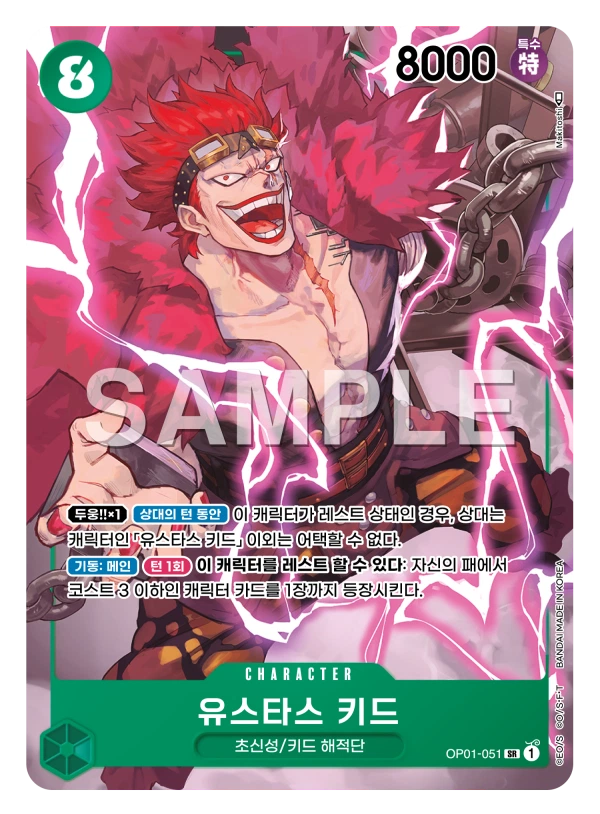 8
8000
특수
特
Makitoshi
SAMPLE
두웅!!×1 상대의 턴 동안 이 캐릭터가 레스트 상태인 경우, 상대는
캐릭터인 「유스타스 키드」 이외는 어택할 수 없다.
기동: 메인 턴 1회 이 캐릭터를 레스트 할 수 있다: 자신의 패에서
코스트 3 이하인 캐릭터 카드를 1장까지 등장시킨다.
CHARACTER
유스타스 키드
초신성/키드 해적단
OP01-051 SR 1
©EO/S ©O/S·F·T BANDAI MADE IN KOREA